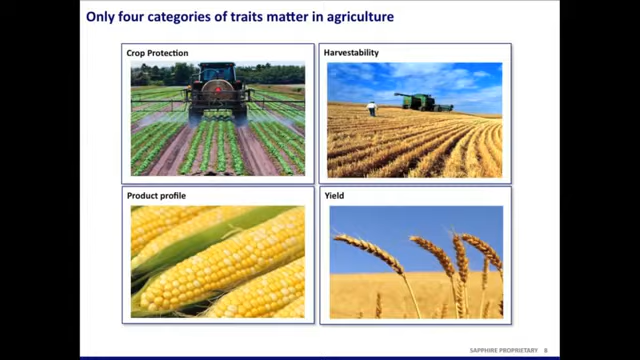 Only four categories of traits matter in agriculture
Crop Protection
Harvestability
Product profile
Yield
SAPPHIRE PROPRIETARY 8